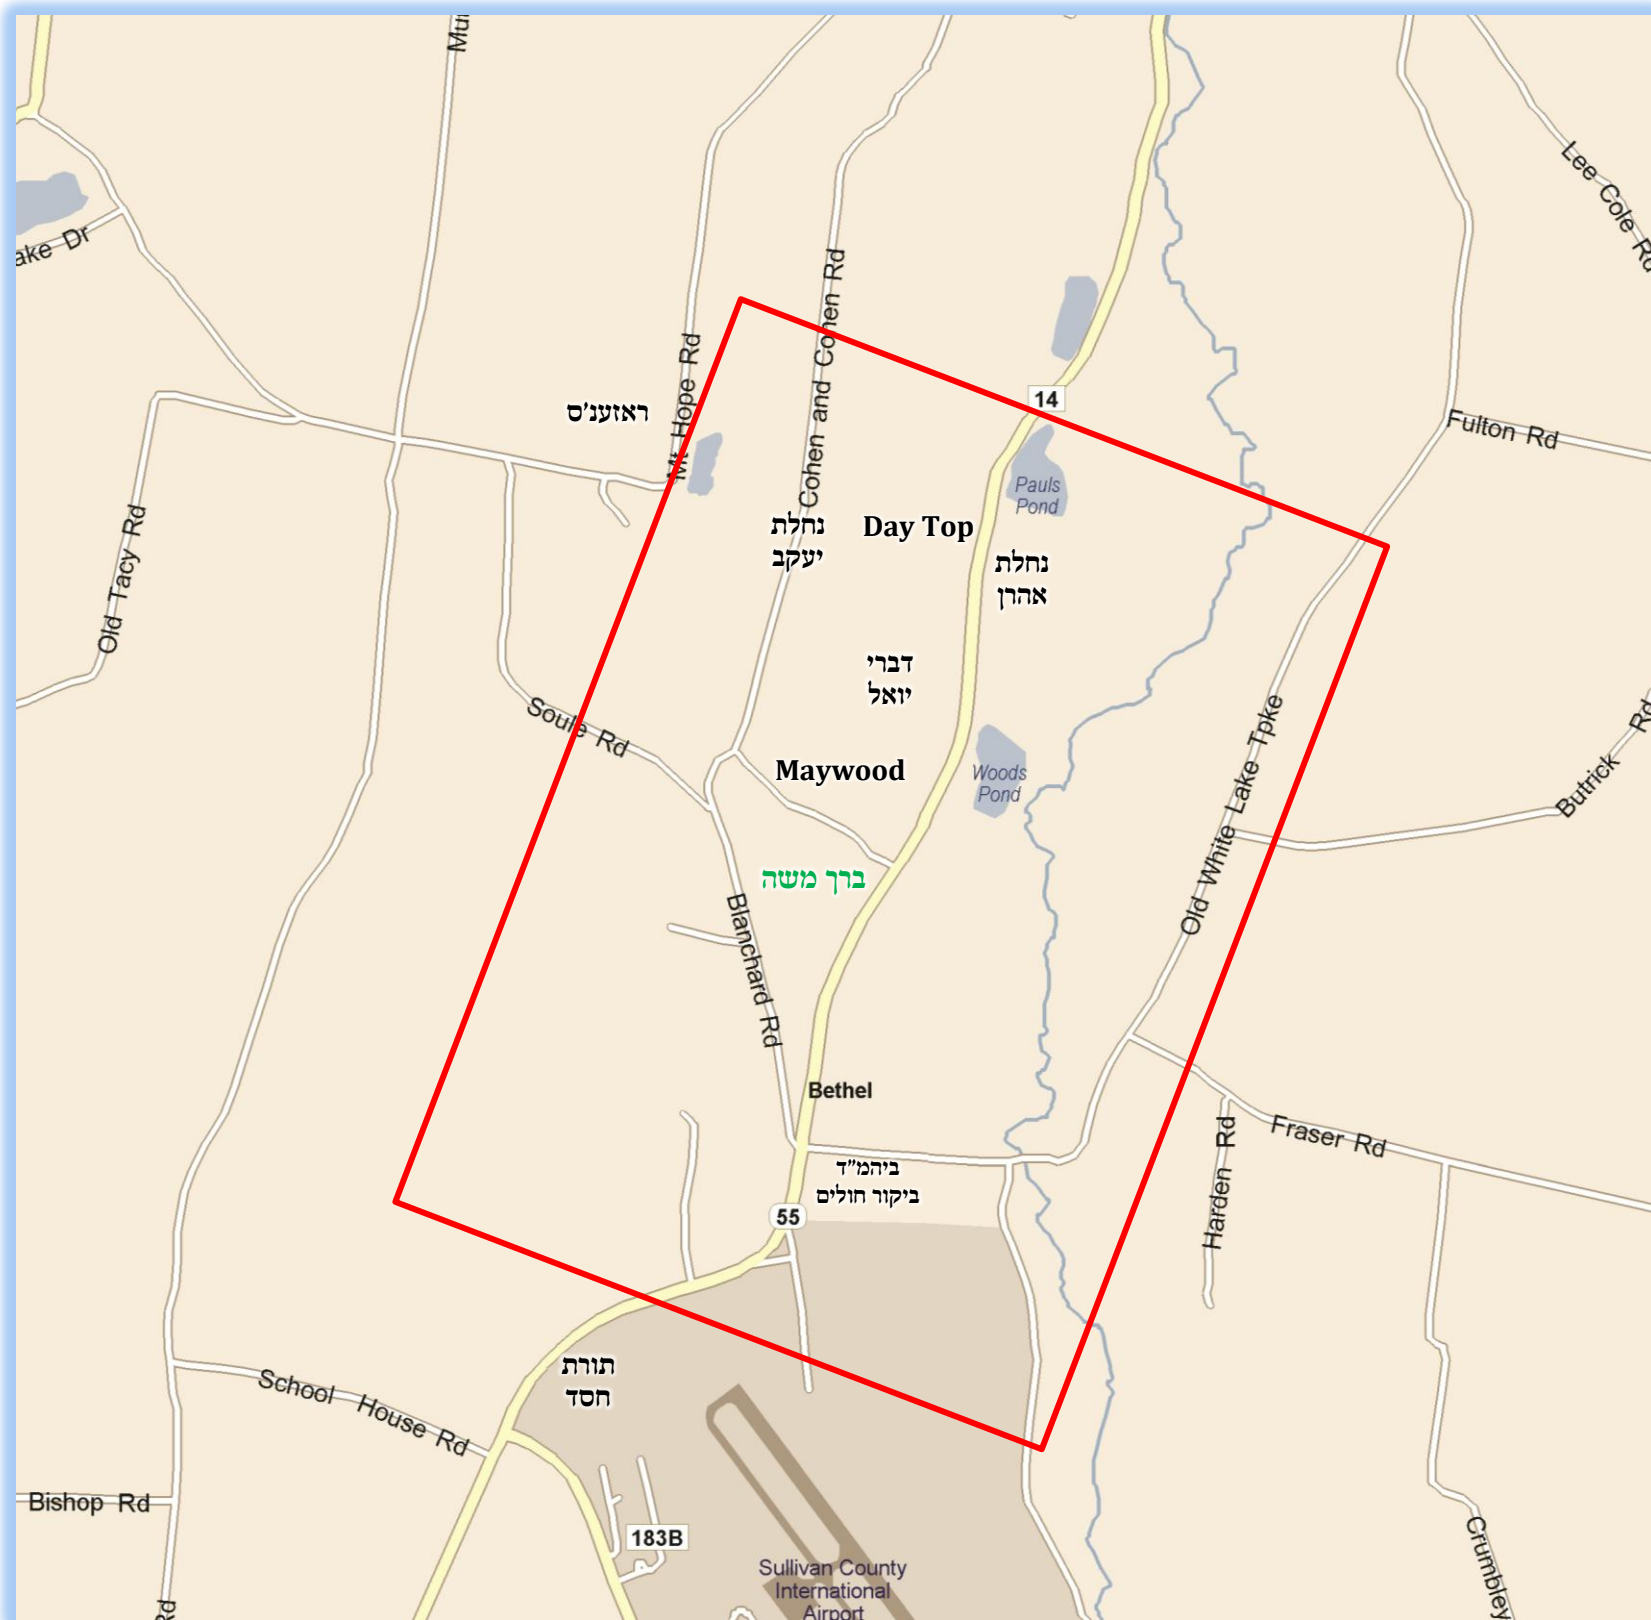 Mu
Lee Cole Rd
ake Dr
Cohen and Cohen Rd
Mt Hope Rd
ראזענ'ס
14
Fulton Rd
Pauls
Pond
נחלת
יעקב
Day Top
נחלת
אהרן
Old Tacy Rd
דברי
יואל
Soule Rd
Maywood
Woods
Pond
Old White Lake Tpke
Butrick Rd
ברך משה
Blanchard Rd
Bethel
ביהמ"ד
ביקור חולים
Harden Rd
Fraser Rd
55
תורת
חסד
School House Rd
Bishop Rd
183B
Sullivan County
International
Airport
Crumbley
Rd